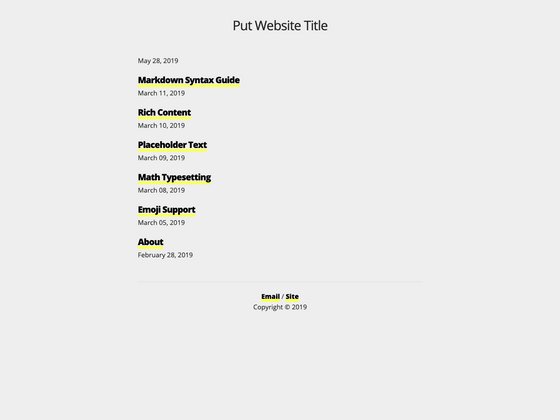 Put Website Title
May 28, 2019
Markdown Syntax Guide
March 11, 2019
Rich Content
March 10, 2019
Placeholder Text
March 09, 2019
Math Typesetting
March 08, 2019
Emoji Support
March 05, 2019
About
February 28, 2019
Email / Site
Copyright © 2019